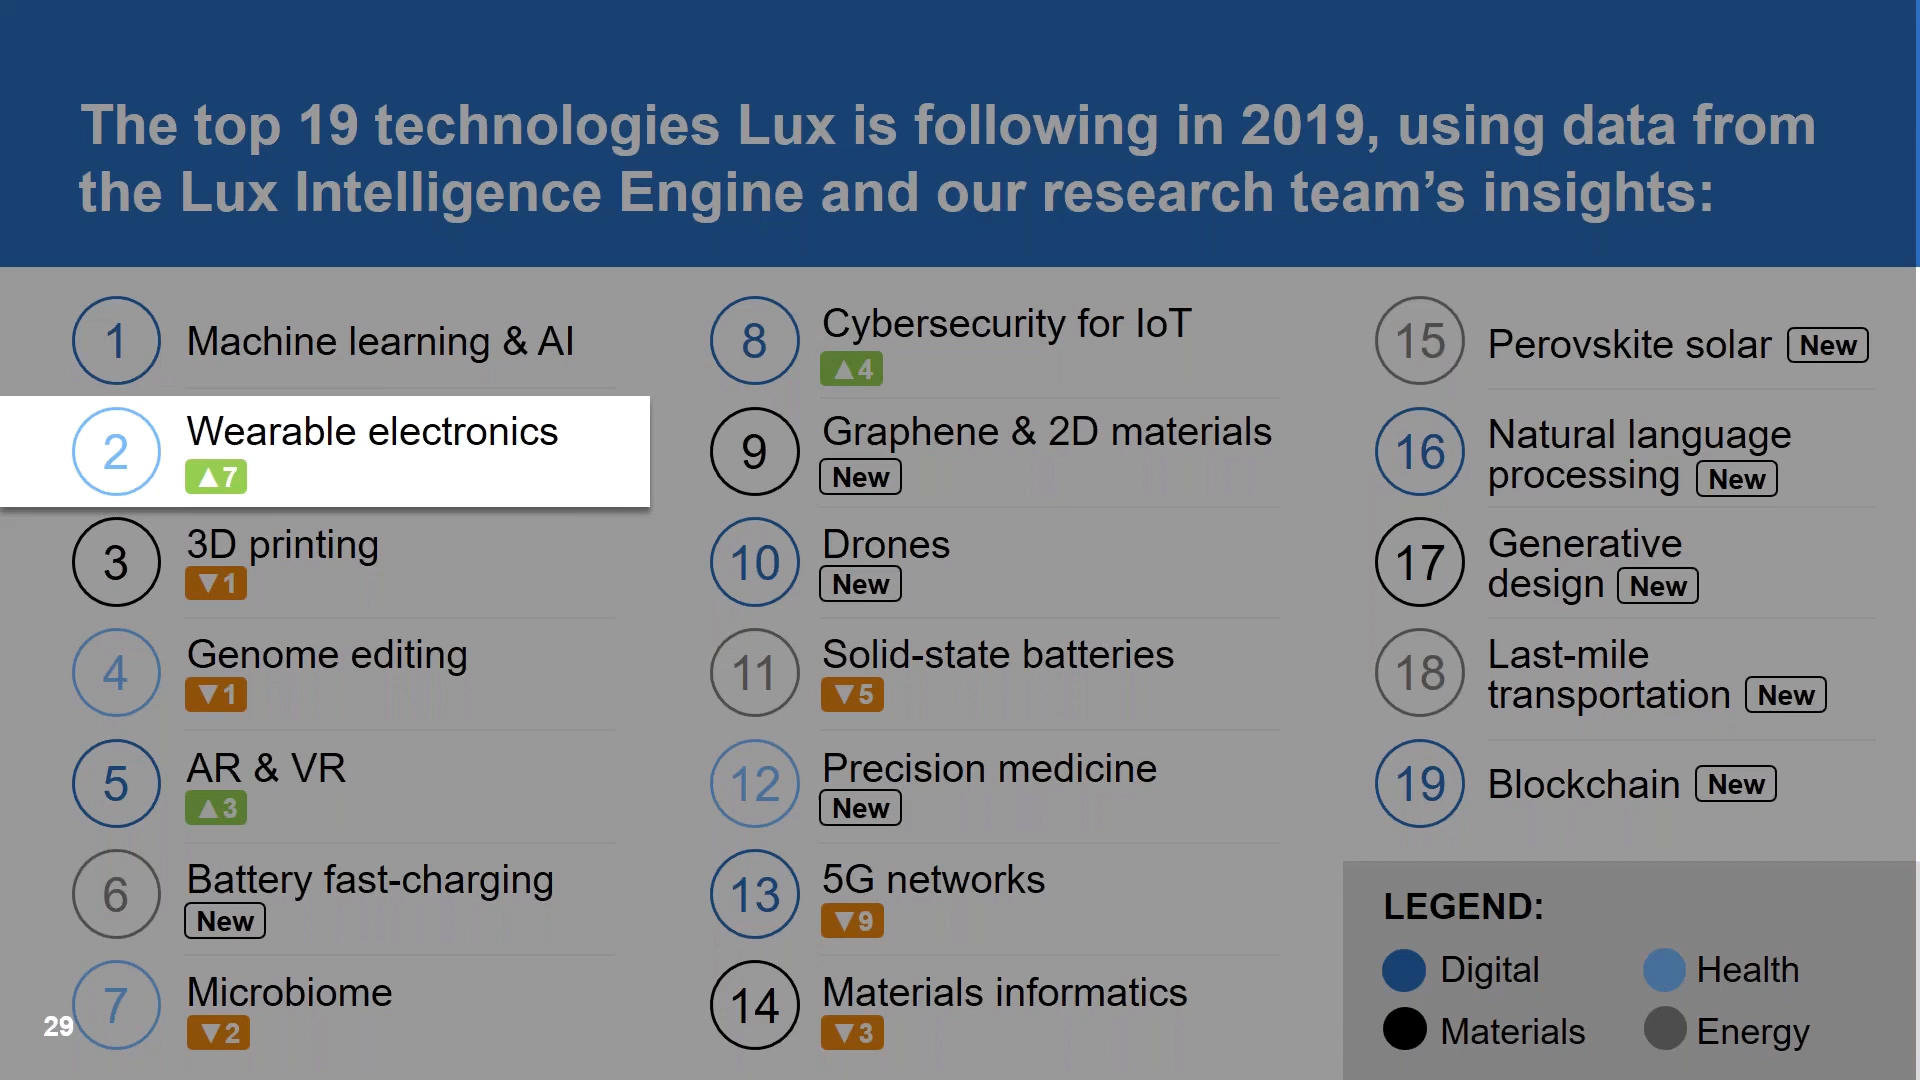 The top 19 technologies Lux is following in 2019, using data from
the Lux Intelligence Engine and our research team’s insights:
1
Machine learning & AI
2
Wearable electronics
▲7
3
3D printing
▼1
4
Genome editing
▼1
5
AR & VR
▲3
6
Battery fast-charging
New
7
Microbiome
▼2
8
Cybersecurity for IoT
▲4
9
Graphene & 2D materials
New
10
Drones
New
11
Solid-state batteries
▼5
12
Precision medicine
New
13
5G networks
▼9
14
Materials informatics
▼3
15
Perovskite solar New
16
Natural language
processing New
17
Generative
design New
18
Last-mile
transportation New
19
Blockchain New
LEGEND:
Digital
Health
Materials
Energy
29